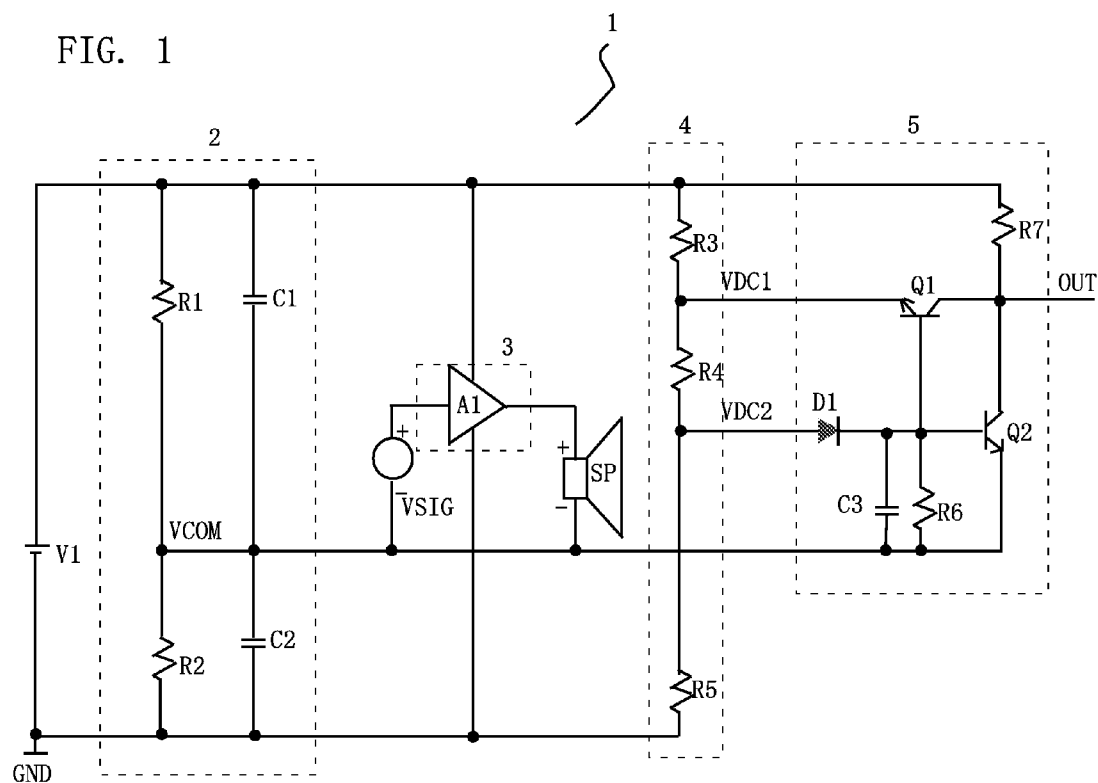 FIG. 1
1
2
4
5
R3
R7
VDC1
Q1
OUT
R1
C1
3
R4
A1
VDC2
D1
Q2
+
+
SP
C3
R6
-
VSIG
-
VCOM
V1
R2
C2
R5
GND